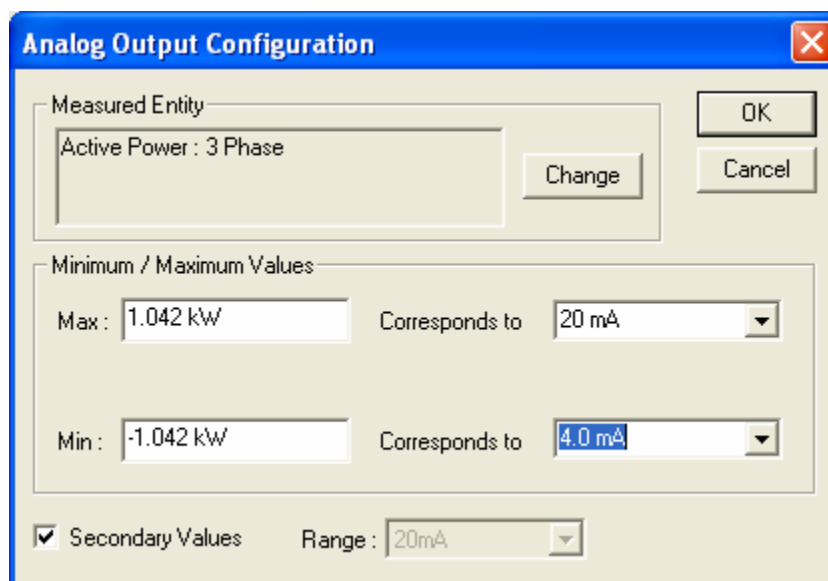 Analog Output Configuration
Measured Entity
Active Power : 3 Phase
Change
OK
Cancel
Minimum / Maximum Values
Max : 1.042 kW Corresponds to 20 mA
Min : -1.042 kW Corresponds to 4.0 mA
Secondary Values Range : 20mA